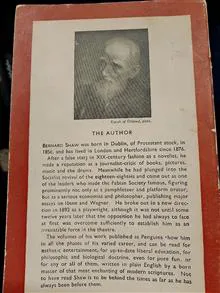 THE AUTHOR
BERNARD SHAW was born in Dublin, of Protestant stock, in
1856, and has lived in London and Hertfordshire since 1876.
After a false start in XIX-century fashion as a novelist, he
made a reputation as a journalist-critic of books, pictures,
music and the drama. Meanwhile he had plunged into the
Socialist revival of the eighteen-eighties and come out as one
of the leaders who made the Fabian Society famous, figuring
prominently not only as a pamphleteer and platform orator,
but as a serious economist and philosopher, publishing major
essays on Ibsen and Wagner. He broke out in a new direc-
tion in 1892 as a playwright, although it was not until some
twelve years later that the opposition he had always to face
at first was overcome sufficiently to establish him as an
irresistible force in the theatre.
The volumes of his work published as Penguins show him
in all the phases of his varied career, and can be read for
aesthetic entertainment, for up-to-date liberal education, for
philosophic and biological doctrine, even for pure fun, or
for any or all of them, written in plain English by a born
master of that most enchanting of modern scriptures. To
have to read Shaw is to be behind the times as far as he has
always been before them.